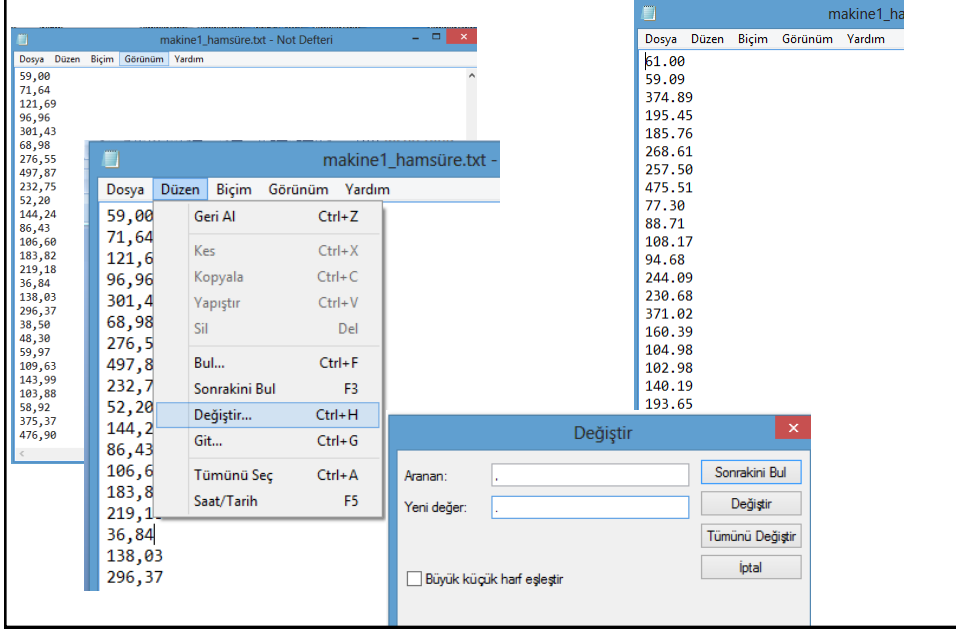 makine1_hamsüre.txt - Not Defteri
Dosya Düzen Biçim Görünüm Yardım
59,00
71,64
121,69
96,96
301,43
68,98
276,55
497,87
232,75
52,20
144,24
86,43
106,60
183,82
219,18
36,84
138,03
296,37
38,50
48,30
59,97
109,63
143,99
103,88
58,92
375,37
476,90
makine1_hamsüre.txt -
Dosya Düzen Biçim Görünüm Yardım
59,00
71,64
121,6
96,96
301,4
68,98
276,5
497,8
232,7
52,20
144,2
86,43
106,6
183,8
219,1
36,84
138,03
296,37
Geri Al Ctrl+Z
Kes Ctrl+X
Kopyala Ctrl+C
Yapıştır Ctrl+V
Sil Del
Bul... Ctrl+F
Sonrakini Bul F3
Değiştir... Ctrl+H
Git... Ctrl+G
Tümünü Seç Ctrl+A
Saat/Tarih F5
makine1_ha
Dosya Düzen Biçim Görünüm Yardım
61.00
59.09
374.89
195.45
185.76
268.61
257.50
475.51
77.30
88.71
108.17
94.68
244.09
230.68
371.02
160.39
104.98
102.98
140.19
193.65
Değiştir
Aranan: ,
Yeni değer: .
Büyük küçük harf eşleştir
Sonrakini Bul
Değiştir
Tümünü Değiştir
İptal